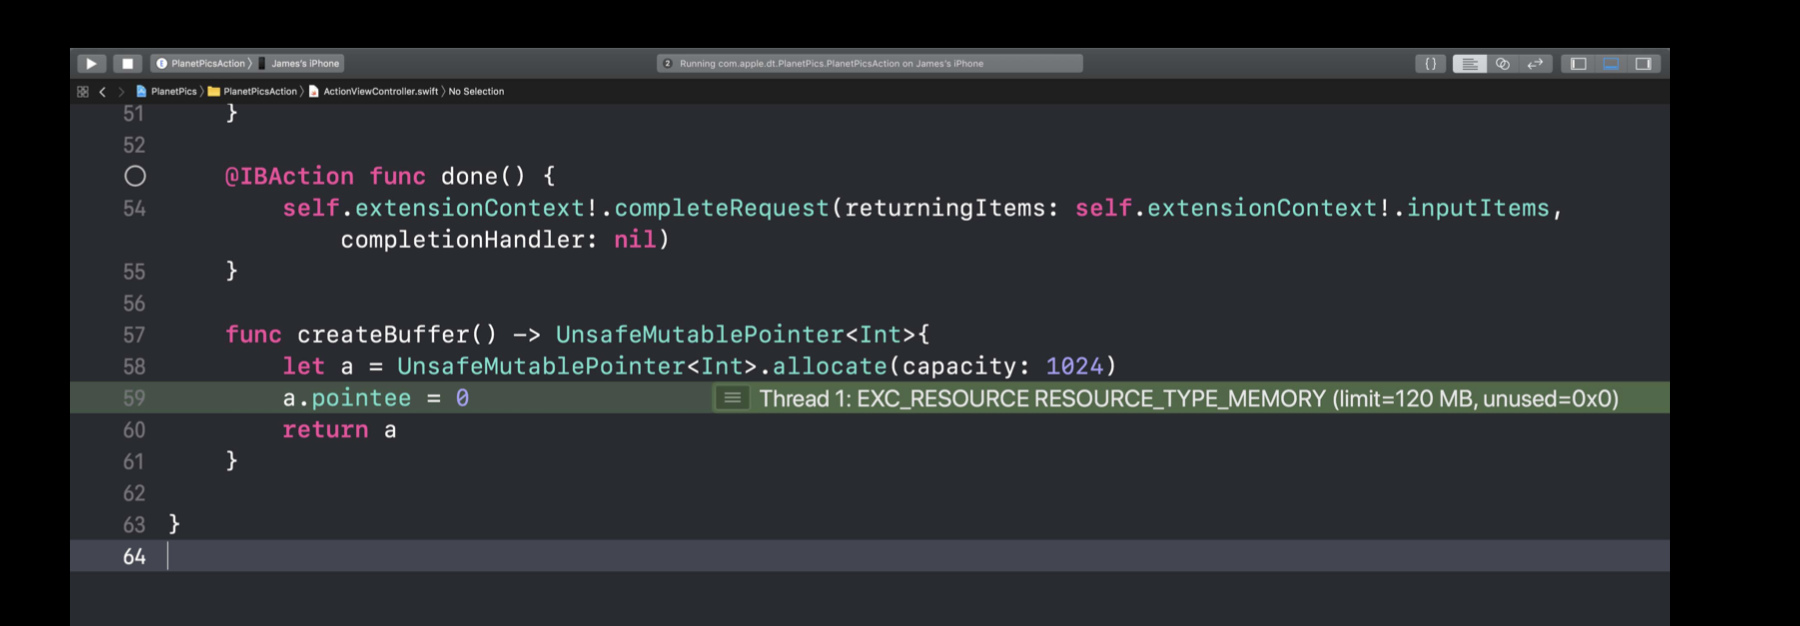 PlanetPicsAction 〉 James's iPhone
2 Running com.apple.dt.PlanetPics.PlanetPicsAction on James's iPhone
{}
PlanetPics 〉 PlanetPicsAction 〉 ActionViewController.swift 〉 No Selection
51 }
52
@IBAction func done() {
54 self.extensionContext!.completeRequest(returningItems: self.extensionContext!.inputItems,
completionHandler: nil)
55 }
56
57 func createBuffer() -> UnsafeMutablePointer<Int>{
58 let a = UnsafeMutablePointer<Int>.allocate(capacity: 1024)
59 a.pointee = 0 Thread 1: EXC_RESOURCE RESOURCE_TYPE_MEMORY (limit=120 MB, unused=0x0)
60 return a
61 }
62
63 }
64